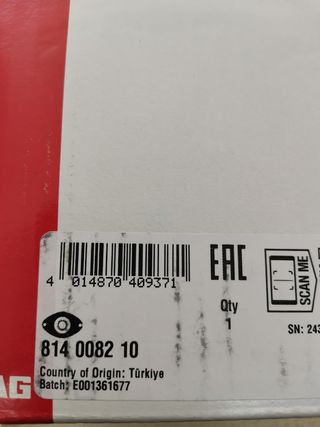 4 014870 409371
EAC
Qty
1
SCAN ME
SN: 243
814 0082 10
Country of Origin: Türkiye
Batch: E001361677
AG